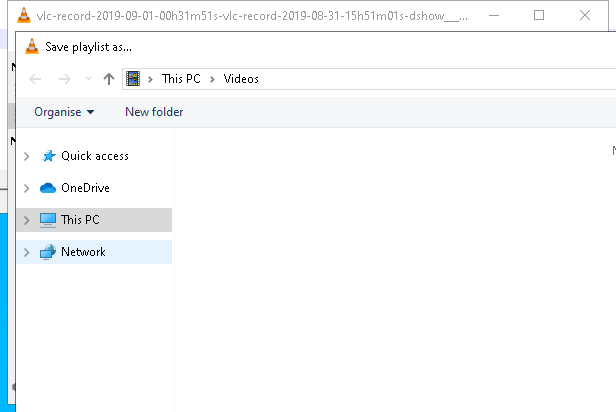 vlc-record-2019-09-01-00h31m51s-vlc-record-2019-08-31-15h51m01s-dshow___...
Save playlist as...
This PC > Videos
Organise New folder
Quick access
OneDrive
This PC
Network